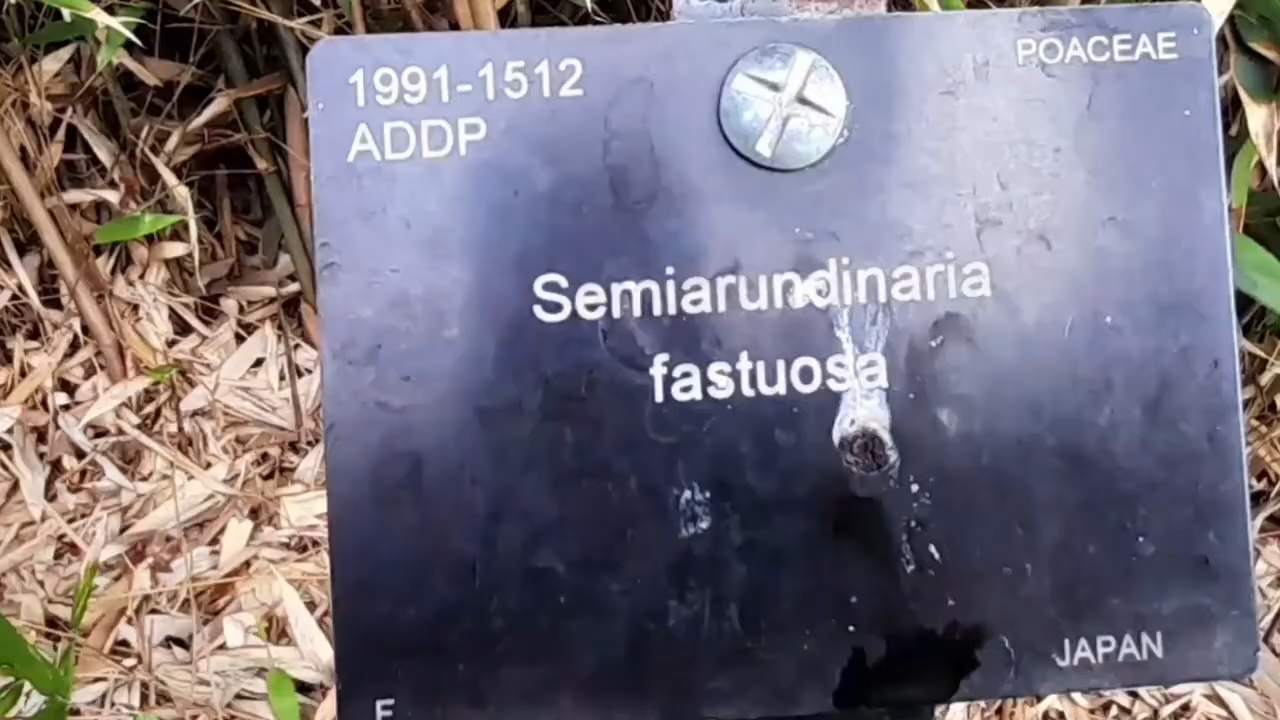 1991-1512
POACEAE
ADDP
Semiarundinaria
fastuosa
JAPAN